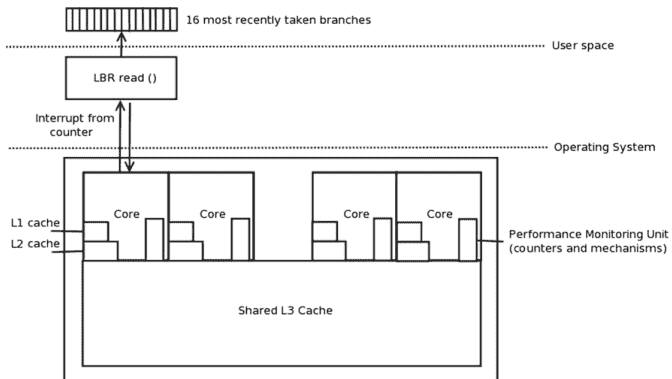 16 most recently taken branches
User space
LBR read ()
Interrupt from
counter
Operating System
Core
Core
Core
Core
L1 cache
L2 cache
Performance Monitoring Unit
(counters and mechanisms)
Shared L3 Cache